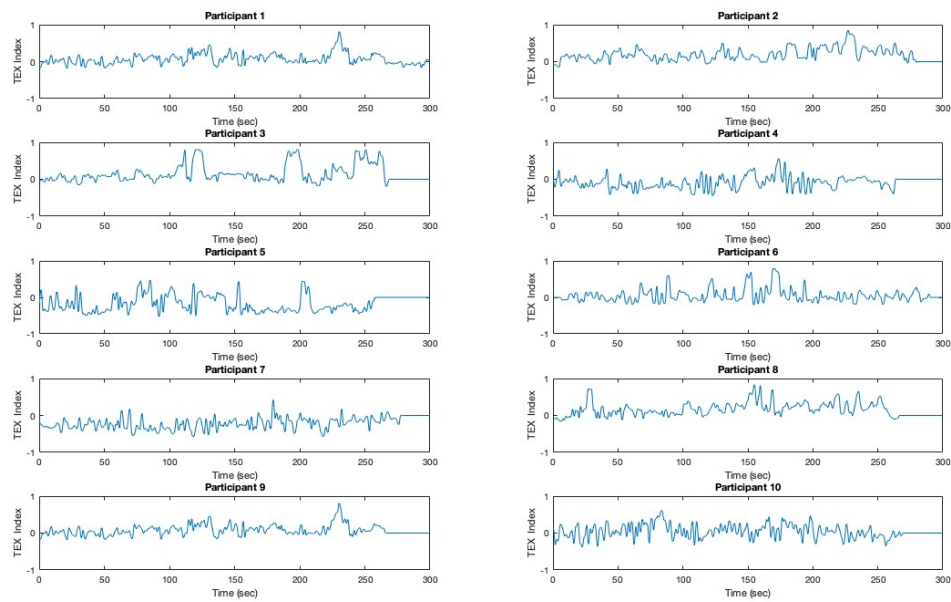 Participant 1
1
0
-1
TEX Index
0 50 100 150 200 250 300
Time (sec)
Participant 2
1
0
-1
TEX Index
0 50 100 150 200 250 300
Time (sec)
Participant 3
1
0
-1
TEX Index
0 50 100 150 200 250 300
Time (sec)
Participant 4
1
0
-1
TEX Index
0 50 100 150 200 250 300
Time (sec)
Participant 5
1
0
-1
TEX Index
0 50 100 150 200 250 300
Time (sec)
Participant 6
1
0
-1
TEX Index
0 50 100 150 200 250 300
Time (sec)
Participant 7
1
0
-1
TEX Index
0 50 100 150 200 250 300
Time (sec)
Participant 8
1
0
-1
TEX Index
0 50 100 150 200 250 300
Time (sec)
Participant 9
1
0
-1
TEX Index
0 50 100 150 200 250 300
Time (sec)
Participant 10
1
0
-1
TEX Index
0 50 100 150 200 250 300
Time (sec)